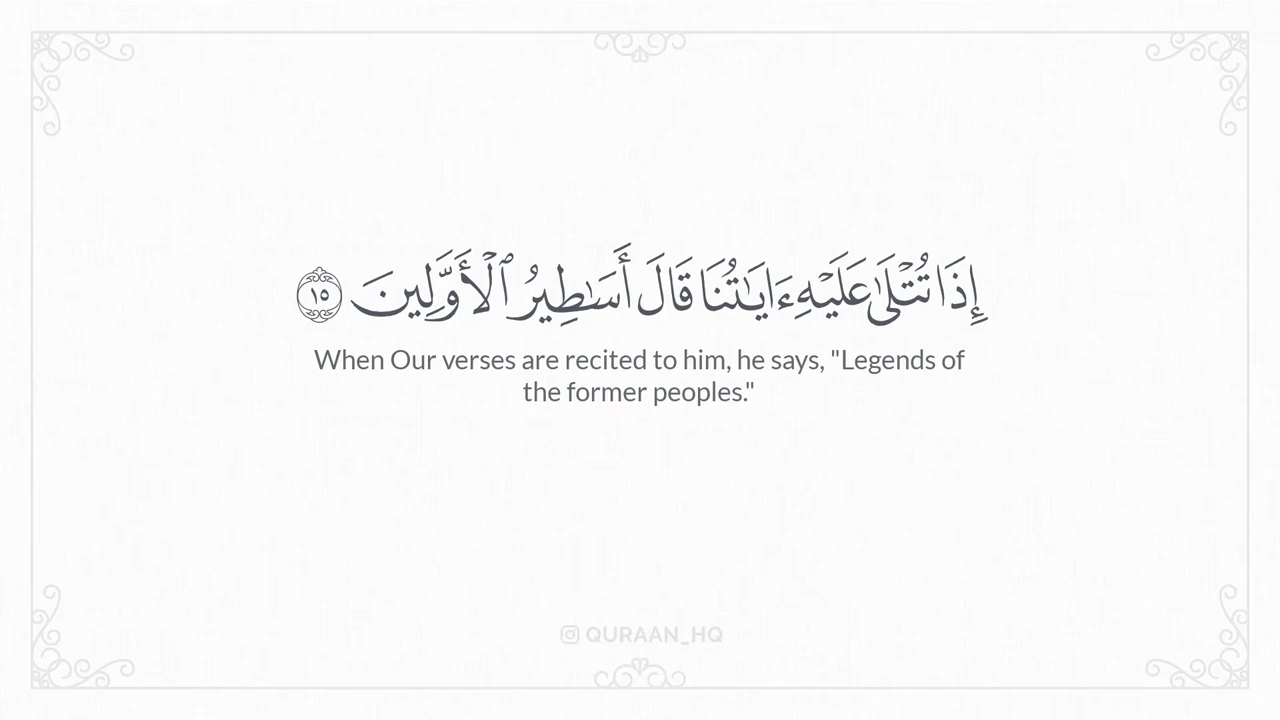 إِذَا تُتْلَىٰ عَلَيْهِ ءَايَـٰتُنَا قَالَ أَسَـٰطِيرُ ٱلْأَوَّلِينَ ١٥
When Our verses are recited to him, he says, "Legends of
the former peoples."
QURAAN_HQ